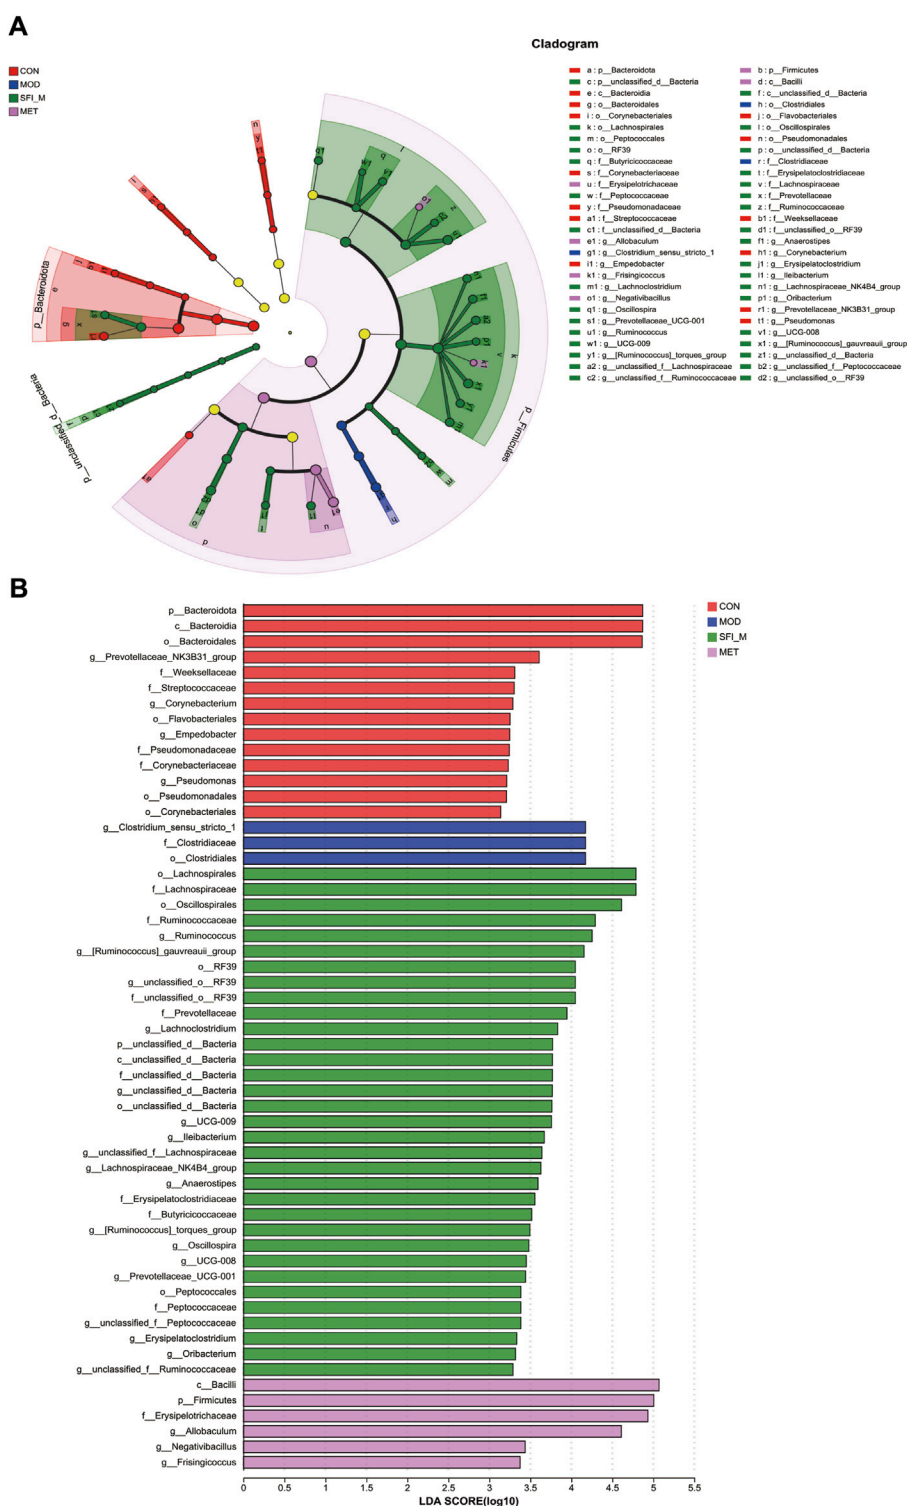 A
Cladogram
CON
MOD
SFI_M
MET
a : p__Bacteroidota
c : p__unclassified_d__Bacteria
e : c__Bacteroidia
g : o__Bacteroidales
i : o__Corynebacteriales
k : o__Lachnospirales
m : o__Peptococcales
o : o__RF39
q : f__Butyricicoccaceae
s : f__Corynebacteriaceae
u : f__Erysipelotrichaceae
w : f__Peptococcaceae
y : f__Pseudomonadaceae
a1 : f__Streptococcaceae
c1 : f__unclassified_d__Bacteria
e1 : g__Allobaculum
g1 : g__Clostridium_sensu_stricto_1
i1 : g__Empedobacter
k1 : g__Frisingicoccus
m1 : g__Lachnoclostridium
o1 : g__Negativibacillus
q1 : g__Oscillospira
s1 : g__Prevotellaceae_UCG-001
u1 : g__Ruminococcus
w1 : g__UCG-009
y1 : g__[Ruminococcus]_torques_group
a2 : g__unclassified_f__Lachnospiraceae
c2 : g__unclassified_f__Ruminococcaceae
b : p__Firmicutes
d : c__Bacilli
f : c__unclassified_d__Bacteria
h : o__Clostridiales
j : o__Flavobacteriales
l : o__Oscillospirales
n : o__Pseudomonadales
p : o__unclassified_d__Bacteria
r : f__Clostridiaceae
t : f__Erysipelatoclostridiaceae
v : f__Lachnospiraceae
x : f__Prevotellaceae
z : f__Ruminococcaceae
b1 : f__Weeksellaceae
d1 : f__unclassified_o__RF39
f1 : g__Anaerostipes
h1 : g__Corynebacterium
j1 : g__Erysipelatoclostridium
l1 : g__Ileibacterium
n1 : g__Lachnospiraceae_NK4B4_group
p1 : g__Oribacterium
r1 : g__Prevotellaceae_NK3B31_group
t1 : g__Pseudomonas
v1 : g__UCG-008
x1 : g__[Ruminococcus]_gauvreauii_group
z1 : g__unclassified_d__Bacteria
b2 : g__unclassified_f__Peptococcaceae
d2 : g__unclassified_o__RF39
p__Bacteroidota
p__unclassified_d__Bacteria
p__Firmicutes
B
CON
MOD
SFI_M
MET
p__Bacteroidota
c__Bacteroidia
o__Bacteroidales
g__Prevotellaceae_NK3B31_group
f__Weeksellaceae
f__Streptococcaceae
g__Corynebacterium
o__Flavobacteriales
g__Empedobacter
f__Pseudomonadaceae
f__Corynebacteriaceae
g__Pseudomonas
o__Pseudomonadales
o__Corynebacteriales
g__Clostridium_sensu_stricto_1
f__Clostridiaceae
o__Clostridiales
o__Lachnospirales
f__Lachnospiraceae
o__Oscillospirales
f__Ruminococcaceae
g__Ruminococcus
g__[Ruminococcus]_gauvreauii_group
o__RF39
g__unclassified_o__RF39
f__unclassified_o__RF39
f__Prevotellaceae
g__Lachnoclostridium
p__unclassified_d__Bacteria
c__unclassified_d__Bacteria
f__unclassified_d__Bacteria
g__unclassified_d__Bacteria
o__unclassified_d__Bacteria
g__UCG-009
g__Ileibacterium
g__unclassified_f__Lachnospiraceae
g__Lachnospiraceae_NK4B4_group
g__Anaerostipes
f__Erysipelatoclostridiaceae
f__Butyricicoccaceae
g__[Ruminococcus]_torques_group
g__Oscillospira
g__UCG-008
g__Prevotellaceae_UCG-001
o__Peptococcales
f__Peptococcaceae
g__unclassified_f__Peptococcaceae
g__Erysipelatoclostridium
g__Oribacterium
g__unclassified_f__Ruminococcaceae
c__Bacilli
p__Firmicutes
f__Erysipelotrichaceae
g__Allobaculum
g__Negativibacillus
g__Frisingicoccus
0 0.5 1 1.5 2 2.5 3 3.5 4 4.5 5 5.5
LDA SCORE(log10)